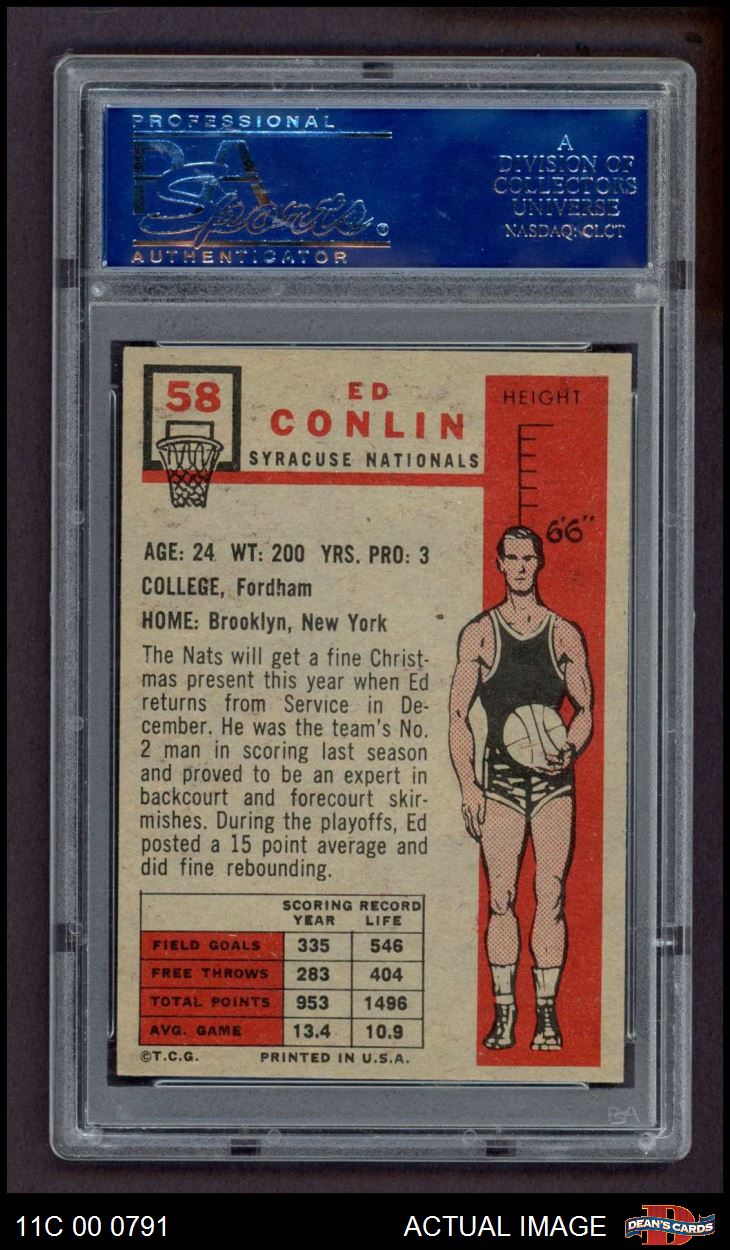 PROFESSIONAL
PSA
Sports®
AUTHENTICATOR
A
DIVISION OF
COLLECTORS
UNIVERSE
NASDAQ: CLCT
58
ED
CONLIN
SYRACUSE NATIONALS
HEIGHT
6'6"
AGE: 24 WT: 200 YRS. PRO: 3
COLLEGE, Fordham
HOME: Brooklyn, New York
The Nats will get a fine Christ-
mas present this year when Ed
returns from Service in De-
cember. He was the team's No.
2 man in scoring last season
and proved to be an expert in
backcourt and forecourt skir-
mishes. During the playoffs, Ed
posted a 15 point average and
did fine rebounding.
SCORING RECORD
YEAR LIFE
FIELD GOALS 335 546
FREE THROWS 283 404
TOTAL POINTS 953 1496
AVG. GAME 13.4 10.9
©T.C.G. PRINTED IN U.S.A.
PSA
11C 00 0791
ACTUAL IMAGE
DEAN'S CARDS